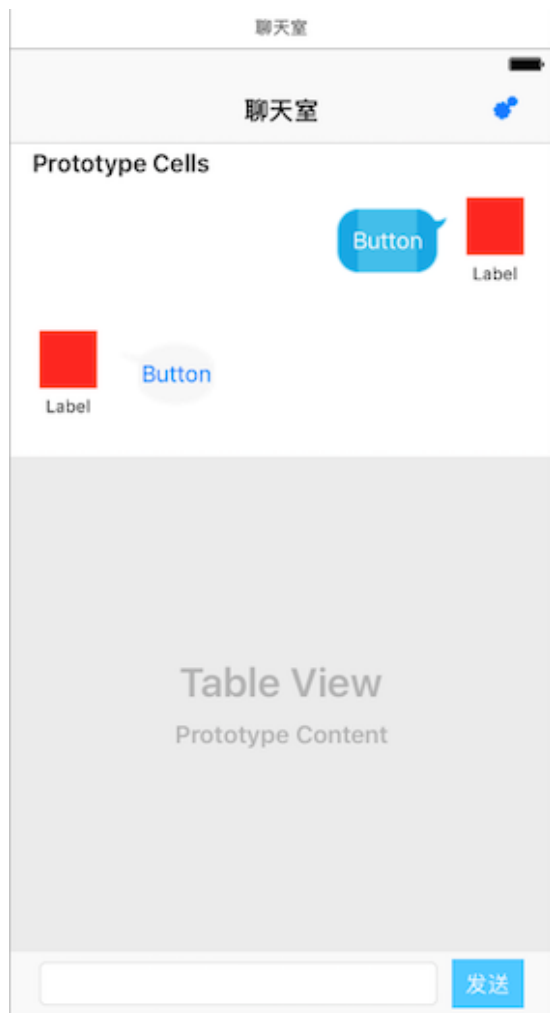 聊天室
聊天室
Prototype Cells
Button
Label
Button
Label
Table View
Prototype Content
发送